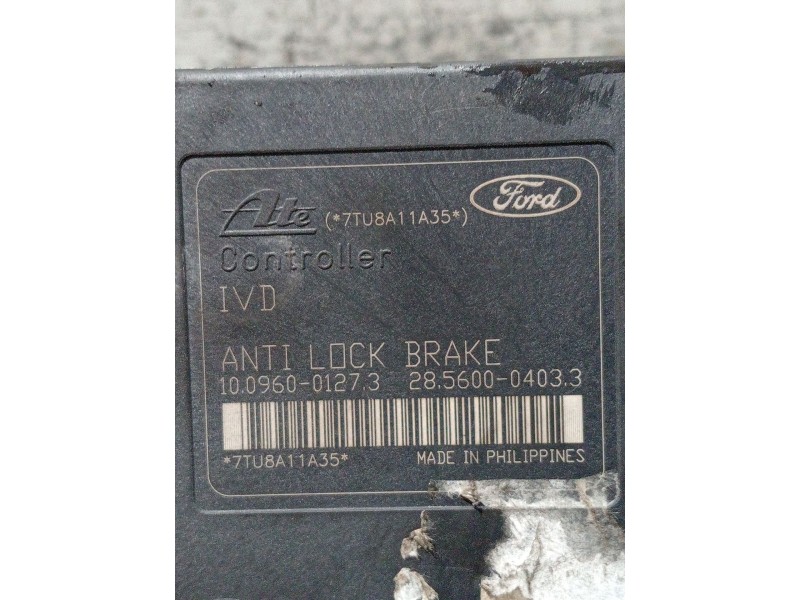 Ate (*7TU8A11A35*) Ford
Controller
IVD
ANTI LOCK BRAKE
10.0960-0127.3 28.5600-0403.3
*7TU8A11A35* MADE IN PHILIPPINES